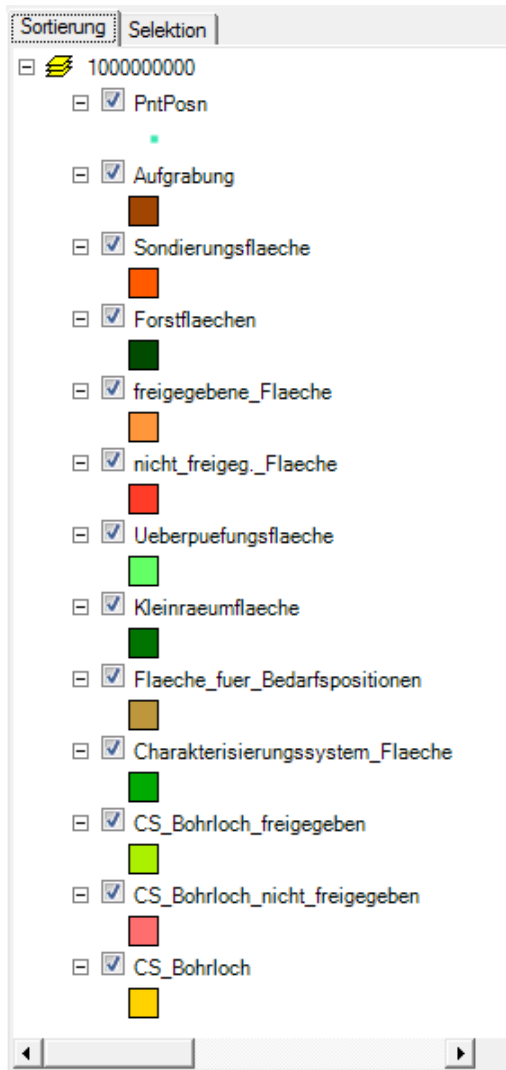 Sortierung Selektion
1000000000
PntPosn
Aufgrabung
Sondierungsflaeche
Forstflaechen
freigegebene_Flaeche
nicht_freigeg._Flaeche
Ueberpuefungsflaeche
Kleinraeumflaeche
Flaeche_fuer_Bedarfspositionen
Charakterisierungssystem_Flaeche
CS_Bohrloch_freigegeben
CS_Bohrloch_nicht_freigegeben
CS_Bohrloch